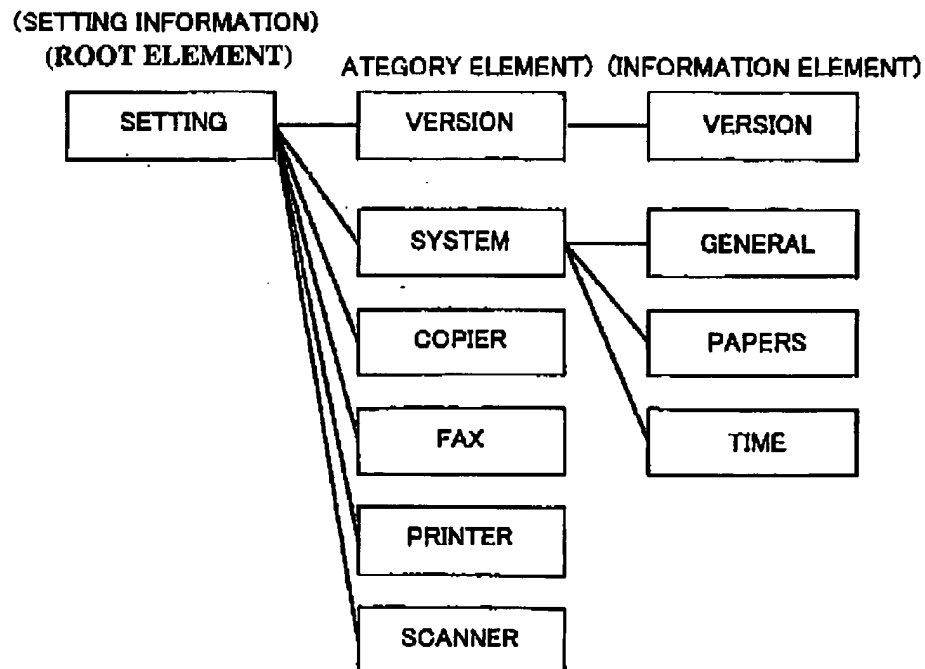 (SETTING INFORMATION)
(ROOT ELEMENT)
ATEGORY ELEMENT) (INFORMATION ELEMENT)
SETTING
VERSION
VERSION
SYSTEM
GENERAL
COPIER
PAPERS
FAX
TIME
PRINTER
SCANNER